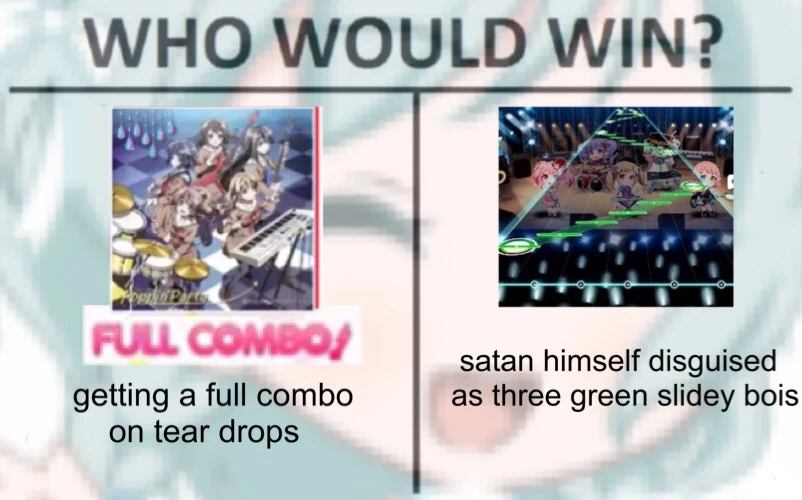 WHO WOULD WIN?
Poppin'Party
FULL COMBO!
getting a full combo
on tear drops
satan himself disguised
as three green slidey bois